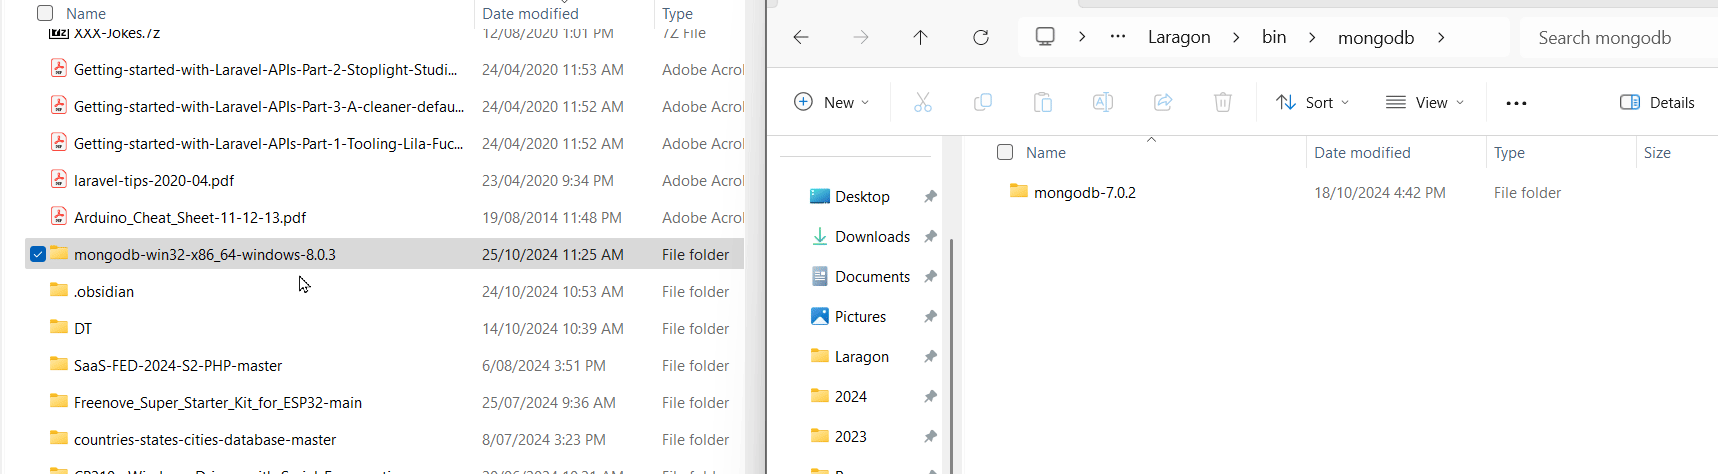 Name Date modified Type
XXX-Jokes.7z 12/08/2020 1:01 PM 7Z File
Getting-started-with-Laravel-APIs-Part-2-Stoplight-Studi... 24/04/2020 11:53 AM Adobe Acrol
Getting-started-with-Laravel-APIs-Part-3-A-cleaner-defau... 24/04/2020 11:52 AM Adobe Acrol
Getting-started-with-Laravel-APIs-Part-1-Tooling-Lila-Fuc... 24/04/2020 11:52 AM Adobe Acrol
laravel-tips-2020-04.pdf 23/04/2020 9:34 PM Adobe Acrol
Arduino_Cheat_Sheet-11-12-13.pdf 19/08/2014 11:48 PM Adobe Acrol
mongodb-win32-x86_64-windows-8.0.3 25/10/2024 11:25 AM File folder
.obsidian 24/10/2024 10:53 AM File folder
DT 14/10/2024 10:39 AM File folder
SaaS-FED-2024-S2-PHP-master 6/08/2024 3:51 PM File folder
Freenove_Super_Starter_Kit_for_ESP32-main 25/07/2024 9:36 AM File folder
countries-states-cities-database-master 8/07/2024 3:23 PM File folder
... Laragon bin mongodb Search mongodb
New Sort View ... Details
Name Date modified Type Size
mongodb-7.0.2 18/10/2024 4:42 PM File folder
Desktop
Downloads
Documents
Pictures
Laragon
2024
2023